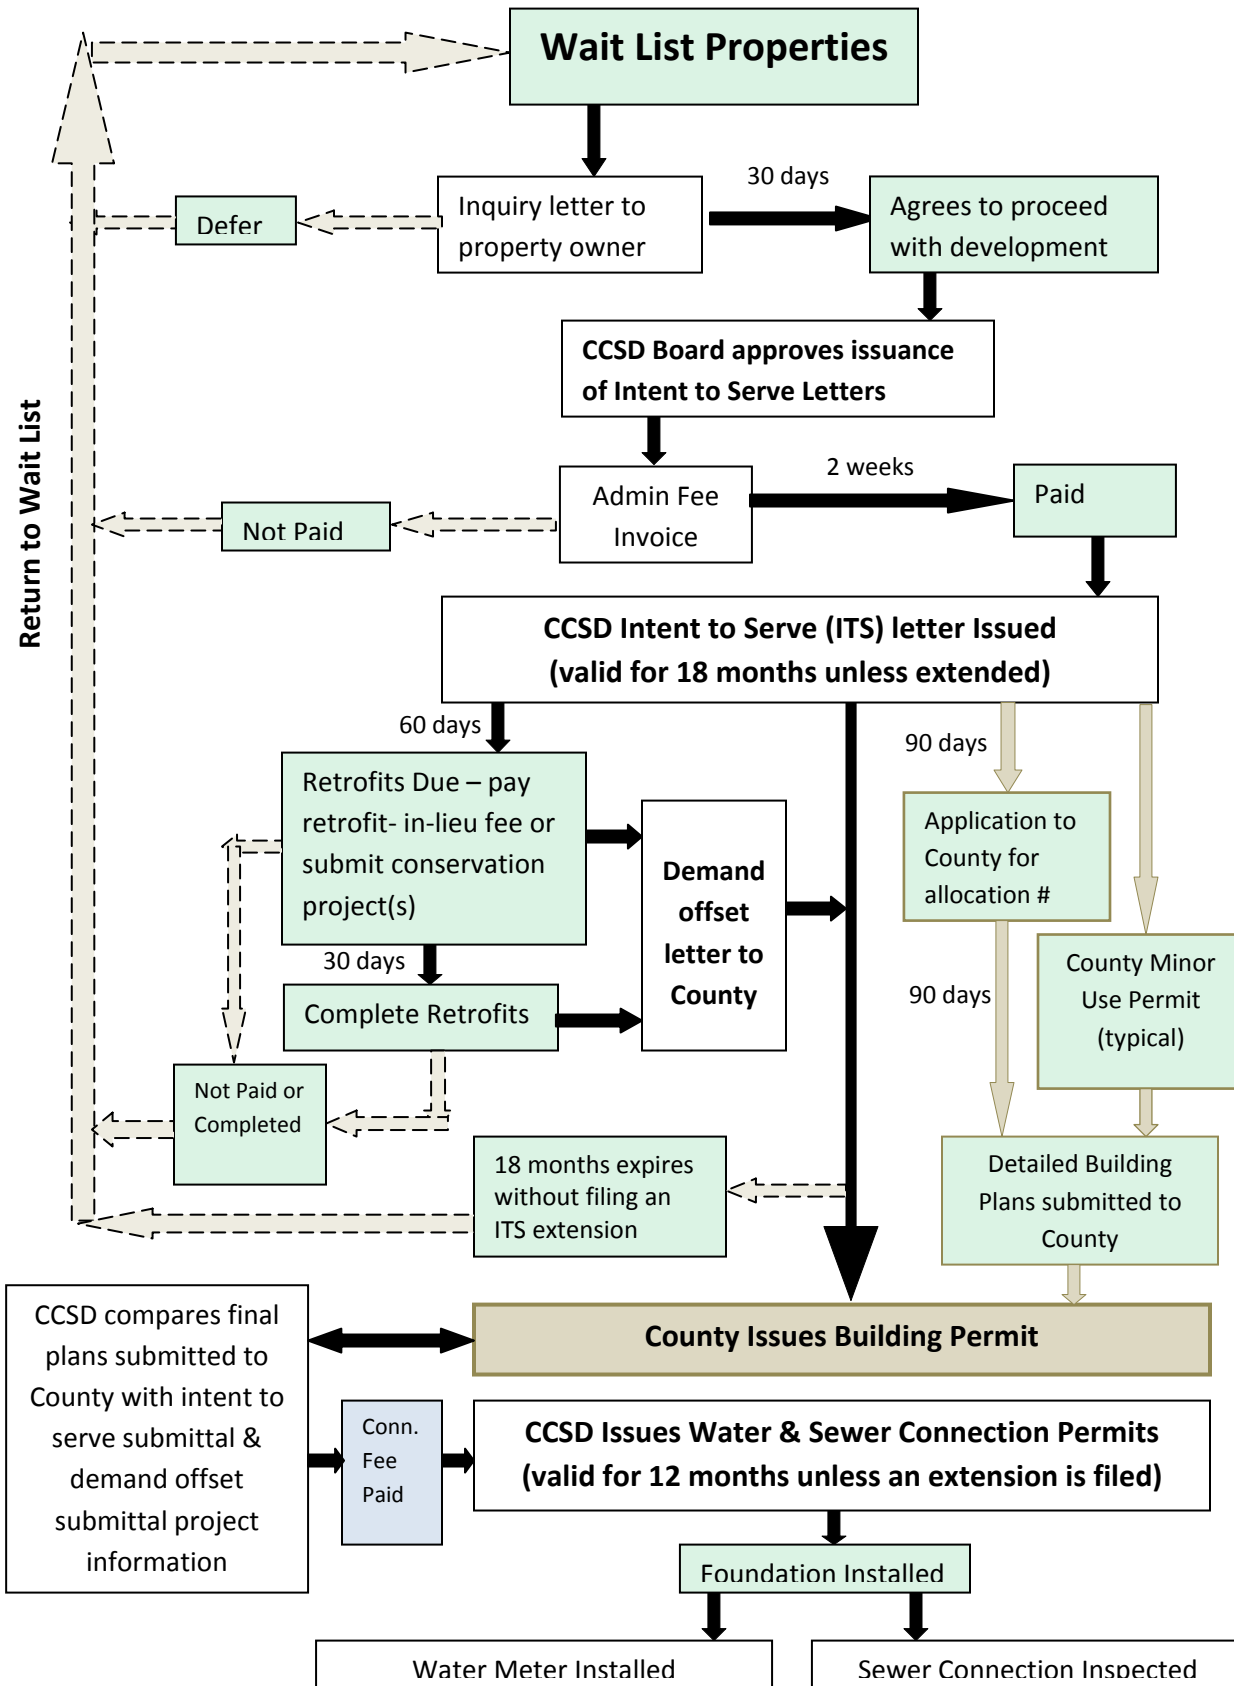 Wait List Properties
30 days
Inquiry letter to
property owner
Defer
Agrees to proceed
with development
CCSD Board approves issuance
of Intent to Serve Letters
Return to Wait List
2 weeks
Admin Fee
Invoice
Paid
Not Paid
CCSD Intent to Serve (ITS) letter Issued
(valid for 18 months unless extended)
60 days
90 days
Retrofits Due – pay
retrofit- in-lieu fee or
submit conservation
project(s)
Demand
offset
letter to
County
Application to
County for
allocation #
30 days
Complete Retrofits
90 days
County Minor
Use Permit
(typical)
Not Paid or
Completed
18 months expires
without filing an
ITS extension
Detailed Building
Plans submitted to
County
County Issues Building Permit
CCSD compares final
plans submitted to
County with intent to
serve submittal &
demand offset
submittal project
information
Conn.
Fee
Paid
CCSD Issues Water & Sewer Connection Permits
(valid for 12 months unless an extension is filed)
Foundation Installed
Water Meter Installed
Sewer Connection Inspected